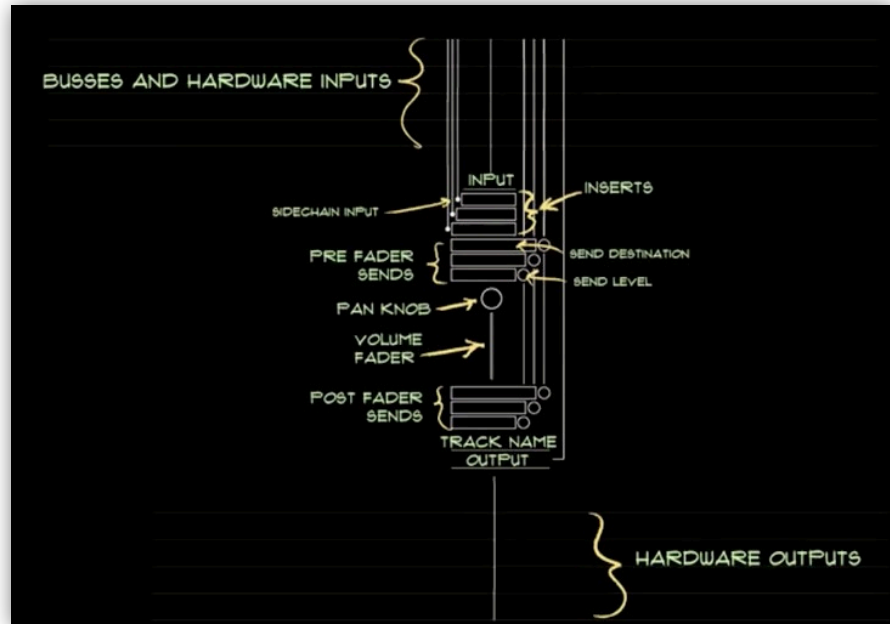 BUSSES AND HARDWARE INPUTS
INPUT
INSERTS
SIDECHAIN INPUT
PRE FADER
SENDS
SEND DESTINATION
SEND LEVEL
PAN KNOB
VOLUME
FADER
POST FADER
SENDS
TRACK NAME
OUTPUT
HARDWARE OUTPUTS